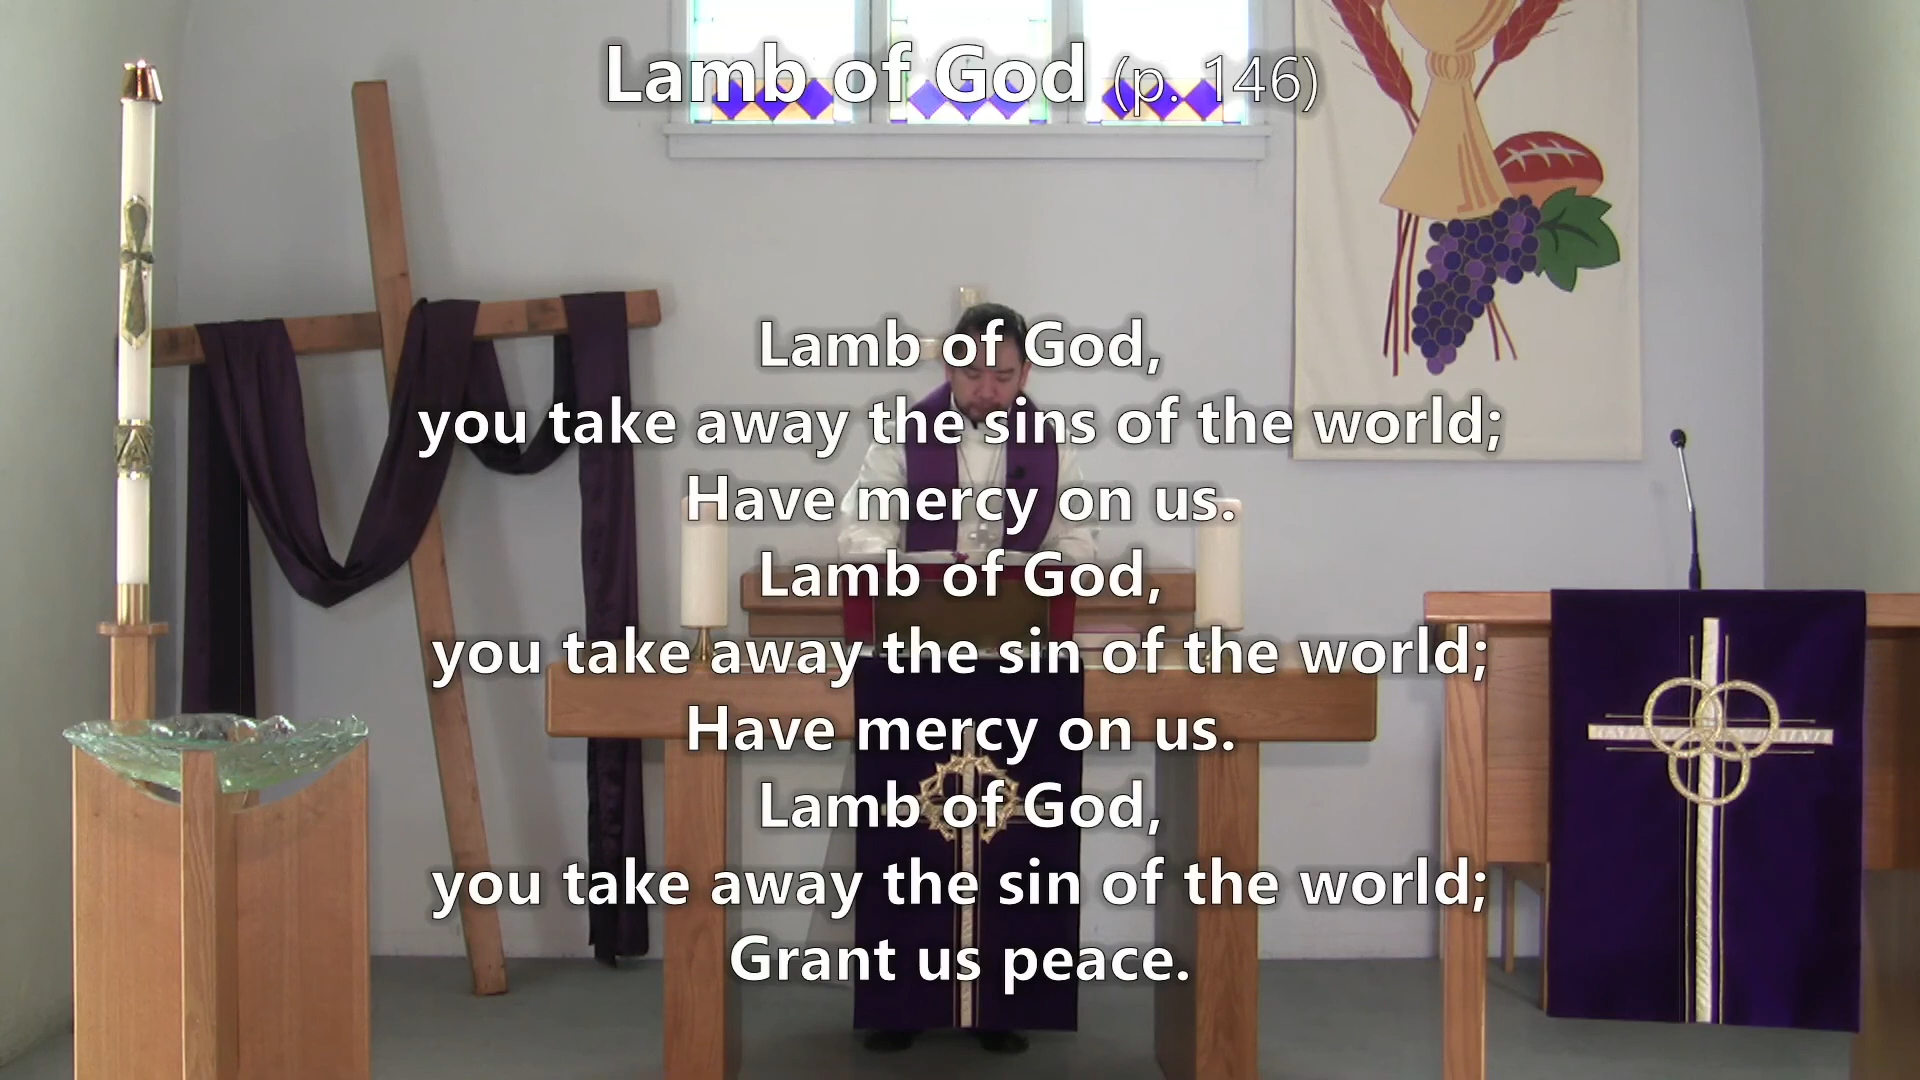 Lamb of God (p. 146)
Lamb of God,
you take away the sins of the world;
Have mercy on us.
Lamb of God,
you take away the sin of the world;
Have mercy on us.
Lamb of God,
you take away the sin of the world;
Grant us peace.